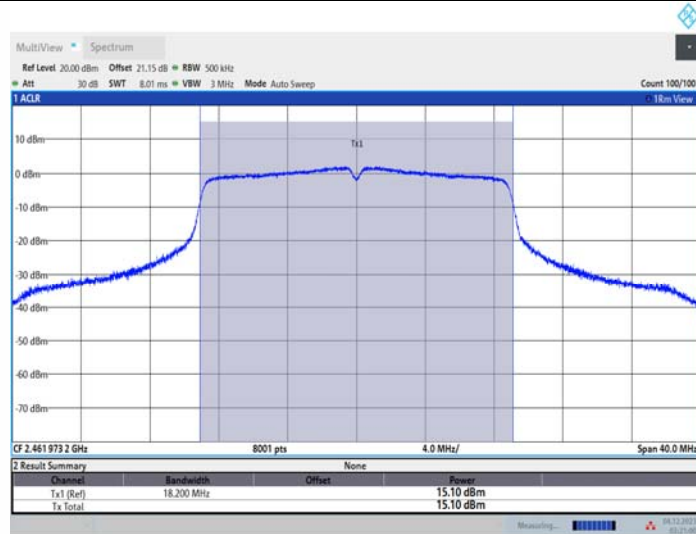 MultiView Spectrum
Ref Level 20.00 dBm Offset 21.15 dB RBW 500 kHz
Att 30 dB SWT 8.01 ms VBW 3 MHz Mode Auto Sweep Count 100/100
1 ACLR 1Rm View
Tx1
10 dBm
0 dBm
-10 dBm
-20 dBm
-30 dBm
-40 dBm
-50 dBm
-60 dBm
-70 dBm
CF 2.461 973 2 GHz 8001 pts 4.0 MHz/ Span 40.0 MHz
2 Result Summary None
Channel Bandwidth Offset Power
Tx1 (Ref) 18.200 MHz 15.10 dBm
Tx Total 15.10 dBm
Measuring...